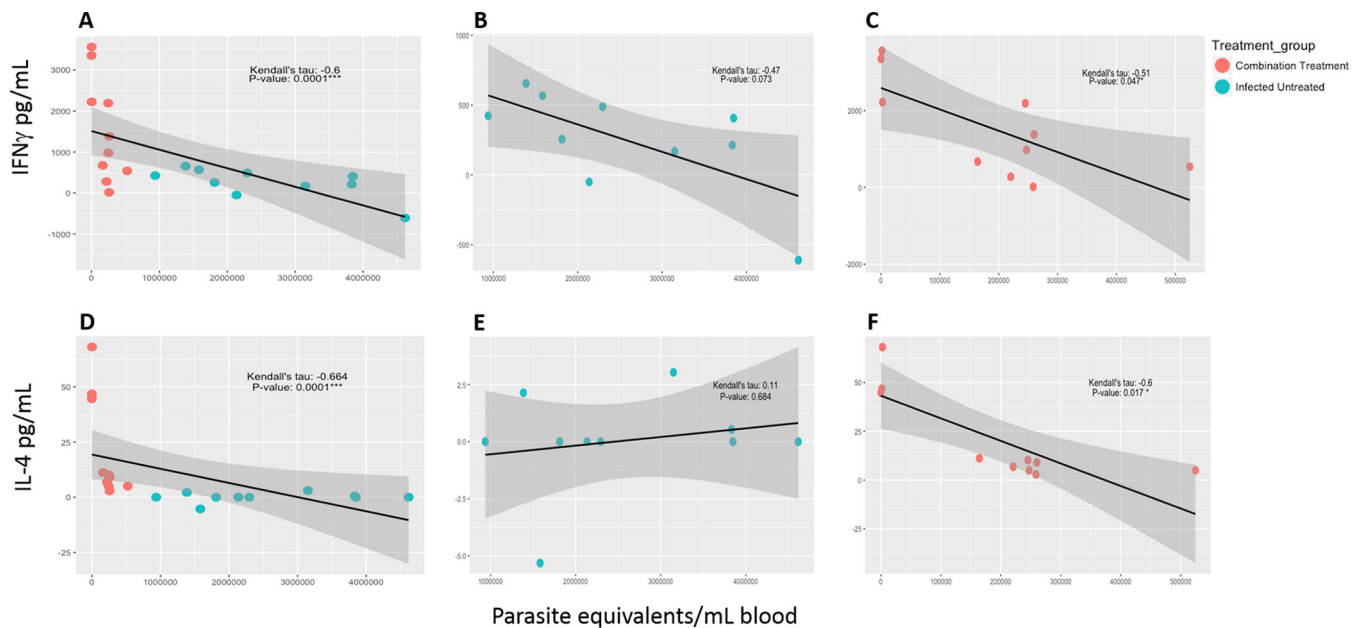 A
B
C
IFNγ pg/mL
3000
2000
1000
0
-1000
Kendall's tau: -0.6
P-value: 0.0001***
0
1000000
2000000
3000000
4000000
1000
500
0
-500
Kendall's tau: -0.47
P-value: 0.073
1000000
2000000
3000000
4000000
2000
0
-2000
Kendall's tau: -0.51
P-value: 0.047*
0
100000
200000
300000
400000
500000
Treatment_group
Combination Treatment
Infected Untreated
D
E
F
IL-4 pg/mL
50
25
0
-25
Kendall's tau: -0.664
P-value: 0.0001***
0
1000000
2000000
3000000
4000000
2.5
0.0
-2.5
-5.0
Kendall's tau: 0.11
P-value: 0.684
1000000
2000000
3000000
4000000
50
25
0
-25
Kendall's tau: -0.6
P-value: 0.017 *
0
100000
200000
300000
400000
500000
Parasite equivalents/mL blood